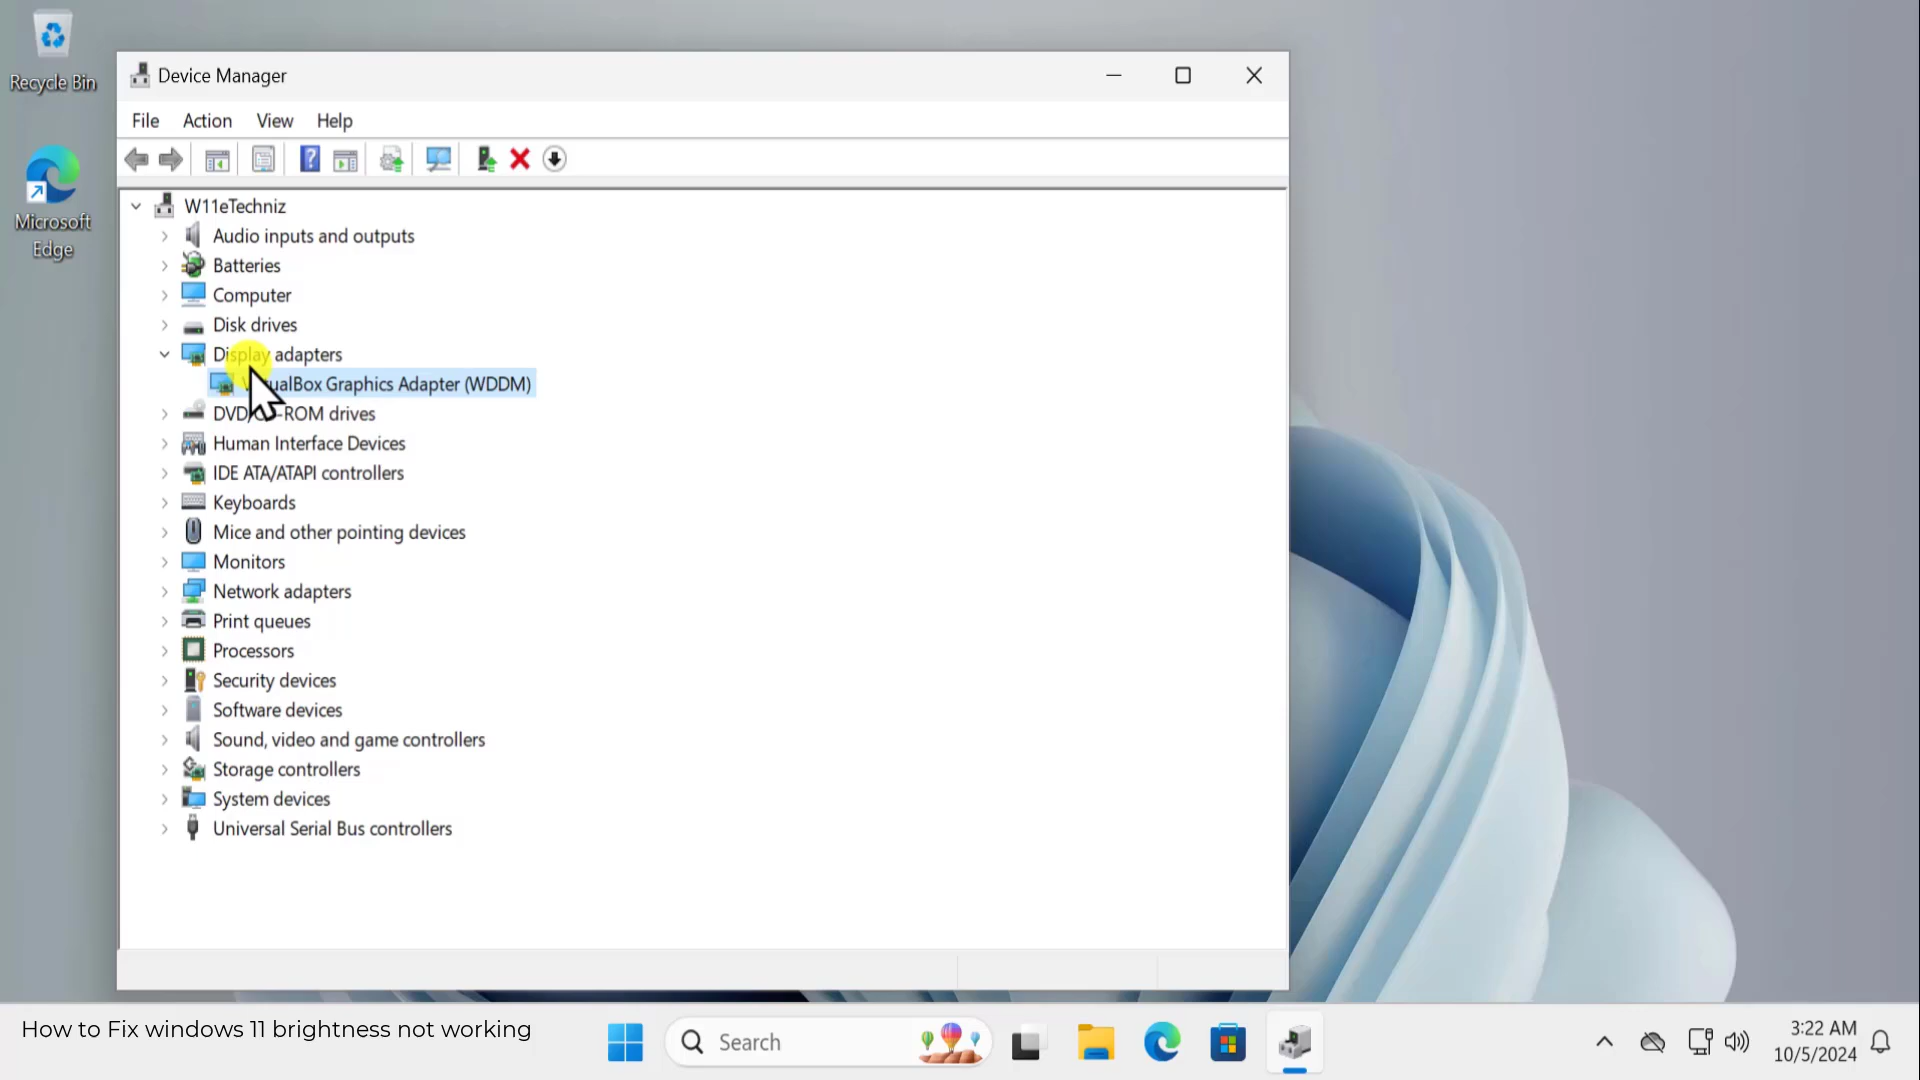 Recycle Bin
Microsoft
Edge
Device Manager
File Action View Help
W11eTechniz
Audio inputs and outputs
Batteries
Computer
Disk drives
Display adapters
Graphics Adapter (WDDM)
DVD/ -ROM drives
Human Interface Devices
IDE ATA/ATAPI controllers
Keyboards
Mice and other pointing devices
Monitors
Network adapters
Print queues
Processors
Security devices
Software devices
Sound, video and game controllers
Storage controllers
System devices
Universal Serial Bus controllers
How to Fix windows 11 brightness not working
Search
3:22 AM
10/5/2024